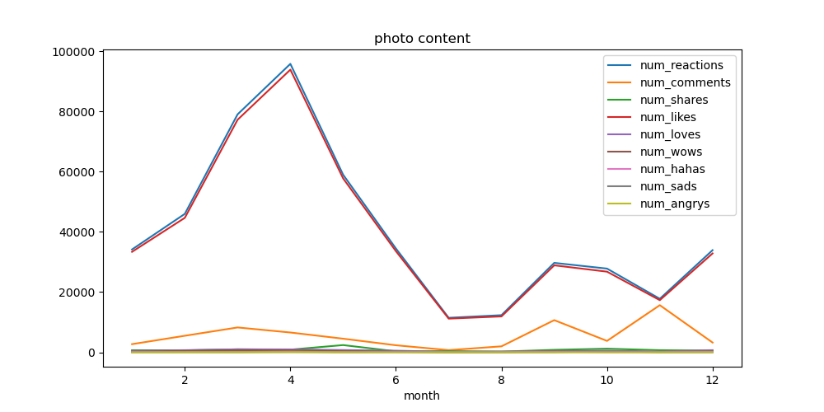 photo content
100000
80000
60000
40000
20000
0
2 4 6 8 10 12
month
num_reactions
num_comments
num_shares
num_likes
num_loves
num_wows
num_hahas
num_sads
num_angrys